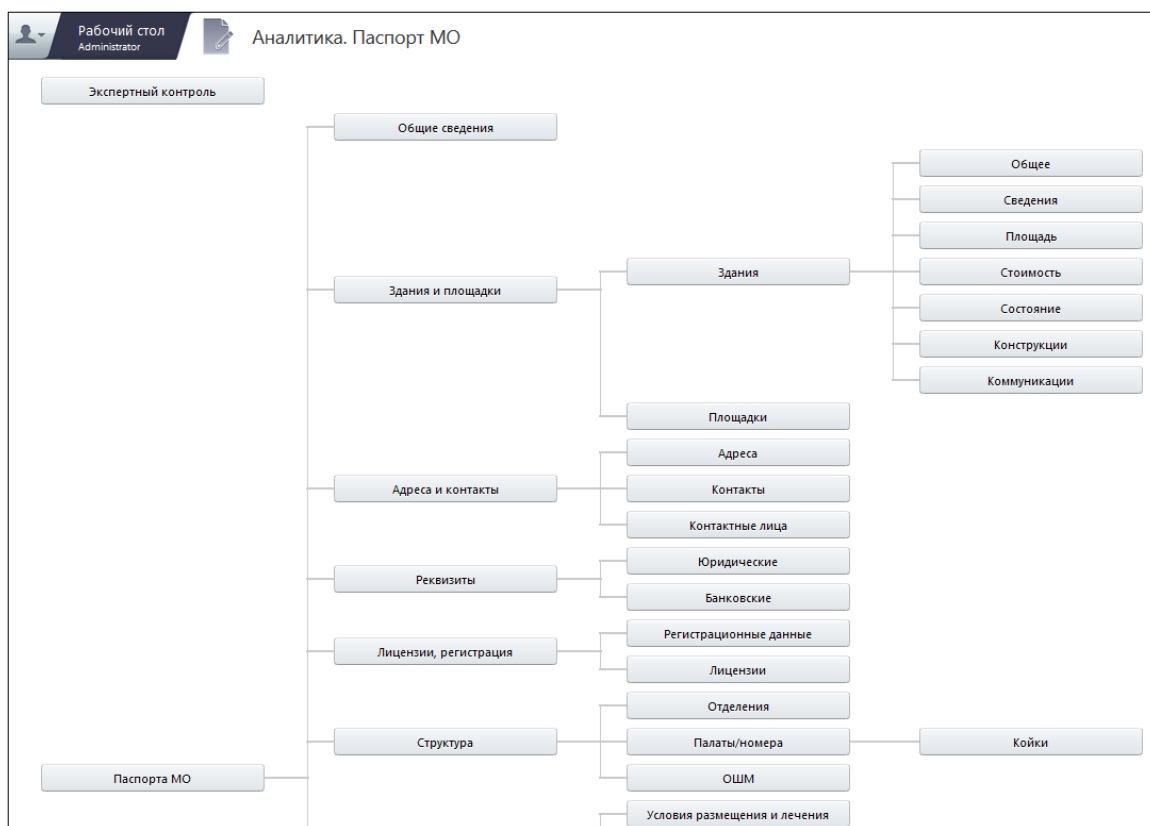 Рабочий стол
Administrator
Аналитика. Паспорт МО
Экспертный контроль
Общие сведения
Общее
Сведения
Площадь
Здания
Стоимость
Здания и площадки
Состояние
Конструкции
Коммуникации
Площадки
Адреса
Адреса и контакты
Контакты
Контактные лица
Юридические
Реквизиты
Банковские
Регистрационные данные
Лицензии, регистрация
Лицензии
Отделения
Структура
Палаты/номера
Койки
Паспорта МО
ОШМ
Условия размещения и лечения